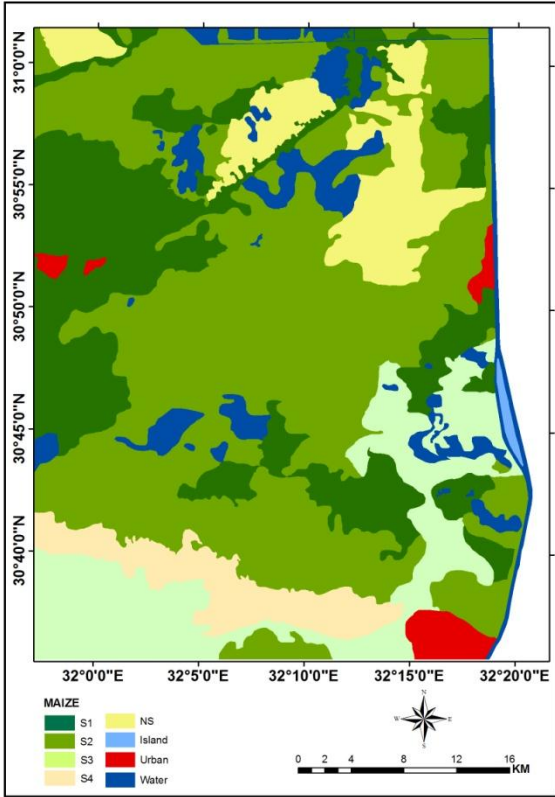 31°0'0"N
30°55'0"N
30°50'0"N
30°45'0"N
30°40'0"N
32°0'0"E 32°5'0"E 32°10'0"E 32°15'0"E 32°20'0"E
MAIZE
S1 NS
S2 Island
S3 Urban
S4 Water
N
W E
S
0 2 4 8 12 16
KM